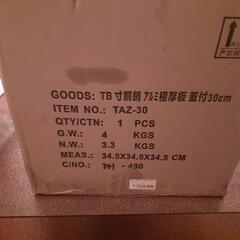 GOODS: TB 寸胴鍋 アルミ極厚板 蓋付30cm
ITEM NO.: TAZ-30
QTY/CTN: 1 PCS
G.W.: 4 KGS
N.W.: 3.3 KGS
MEAS.: 34.5X34.5X34.5 CM
C/NO.: - 490